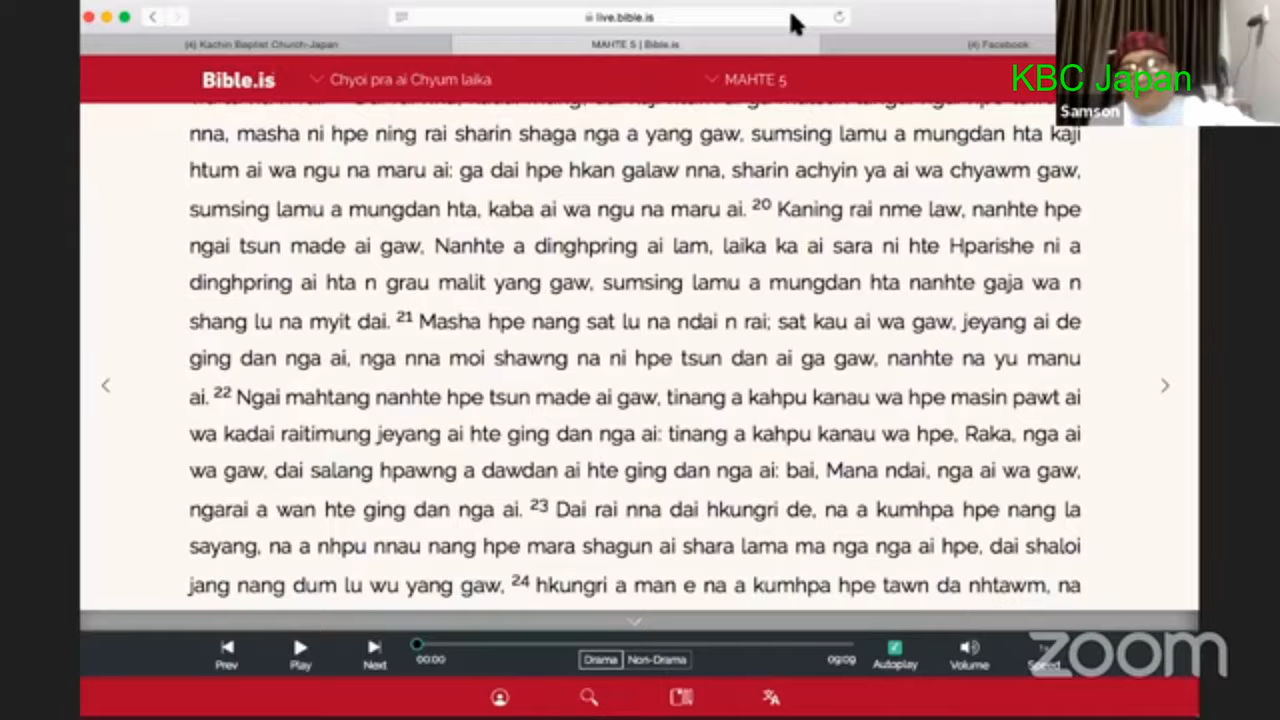 live.bible.is
(4) Kachin Baptist Church-Japan
MAHTE 5 | Bible.is
(4) Facebook
KBC Japan
Samson
Bible.is
Chyoi pra ai Chyum laika
MAHTE 5
nna, masha ni hpe ning rai sharin shaga nga a yang gaw, sumsing lamu a mungdan hta kaji
htum ai wa ngu na maru ai: ga dai hpe hkan galaw nna, sharin achyin ya ai wa chyawm gaw,
sumsing lamu a mungdan hta, kaba ai wa ngu na maru ai. 20 Kaning rai nme law, nanhte hpe
ngai tsun made ai gaw, Nanhte a dinghpring ai lam, laika ka ai sara ni hte Hparishe ni a
dinghpring ai hta n grau malit yang gaw, sumsing lamu a mungdan hta nanhte gaja wa n
shang lu na myit dai. 21 Masha hpe nang sat lu na ndai n rai; sat kau ai wa gaw, jeyang ai de
ging dan nga ai, nga nna moi shawng na ni hpe tsun dan ai ga gaw, nanhte na yu manu
ai. 22 Ngai mahtang nanhte hpe tsun made ai gaw, tinang a kahpu kanau wa hpe masin pawt ai
wa kadai raitimung jeyang ai hte ging dan nga ai: tinang a kahpu kanau wa hpe, Raka, nga ai
wa gaw, dai salang hpawng a dawdan ai hte ging dan nga ai: bai, Mana ndai, nga ai wa gaw,
ngarai a wan hte ging dan nga ai. 23 Dai rai nna dai hkungri de, na a kumhpa hpe nang la
sayang, na a nhpu nnau nang hpe mara shagun ai shara lama ma nga nga ai hpe, dai shaloi
jang nang dum lu wu yang gaw, 24 hkungri a man e na a kumhpa hpe tawn da nhtawm, na
Prev
Play
Next
00:00
Drama
Non-Drama
09:09
Autoplay
Volume
Speed
zoom